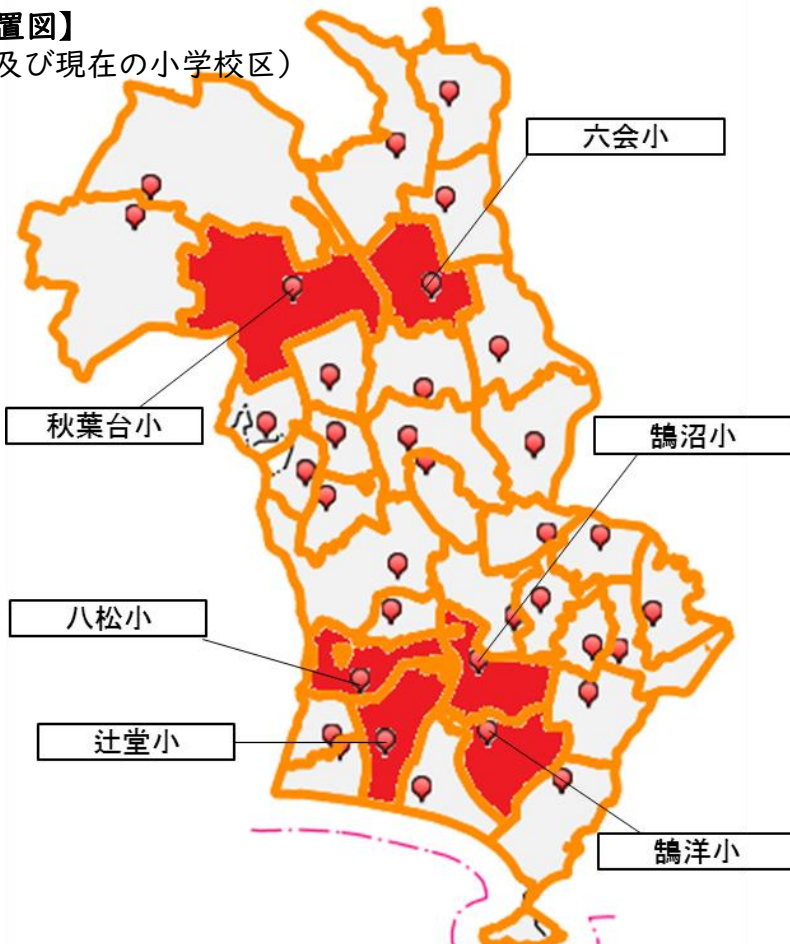 置図】
及び現在の小学校区）
六会小
秋葉台小
鵠沼小
八松小
辻堂小
鵠洋小